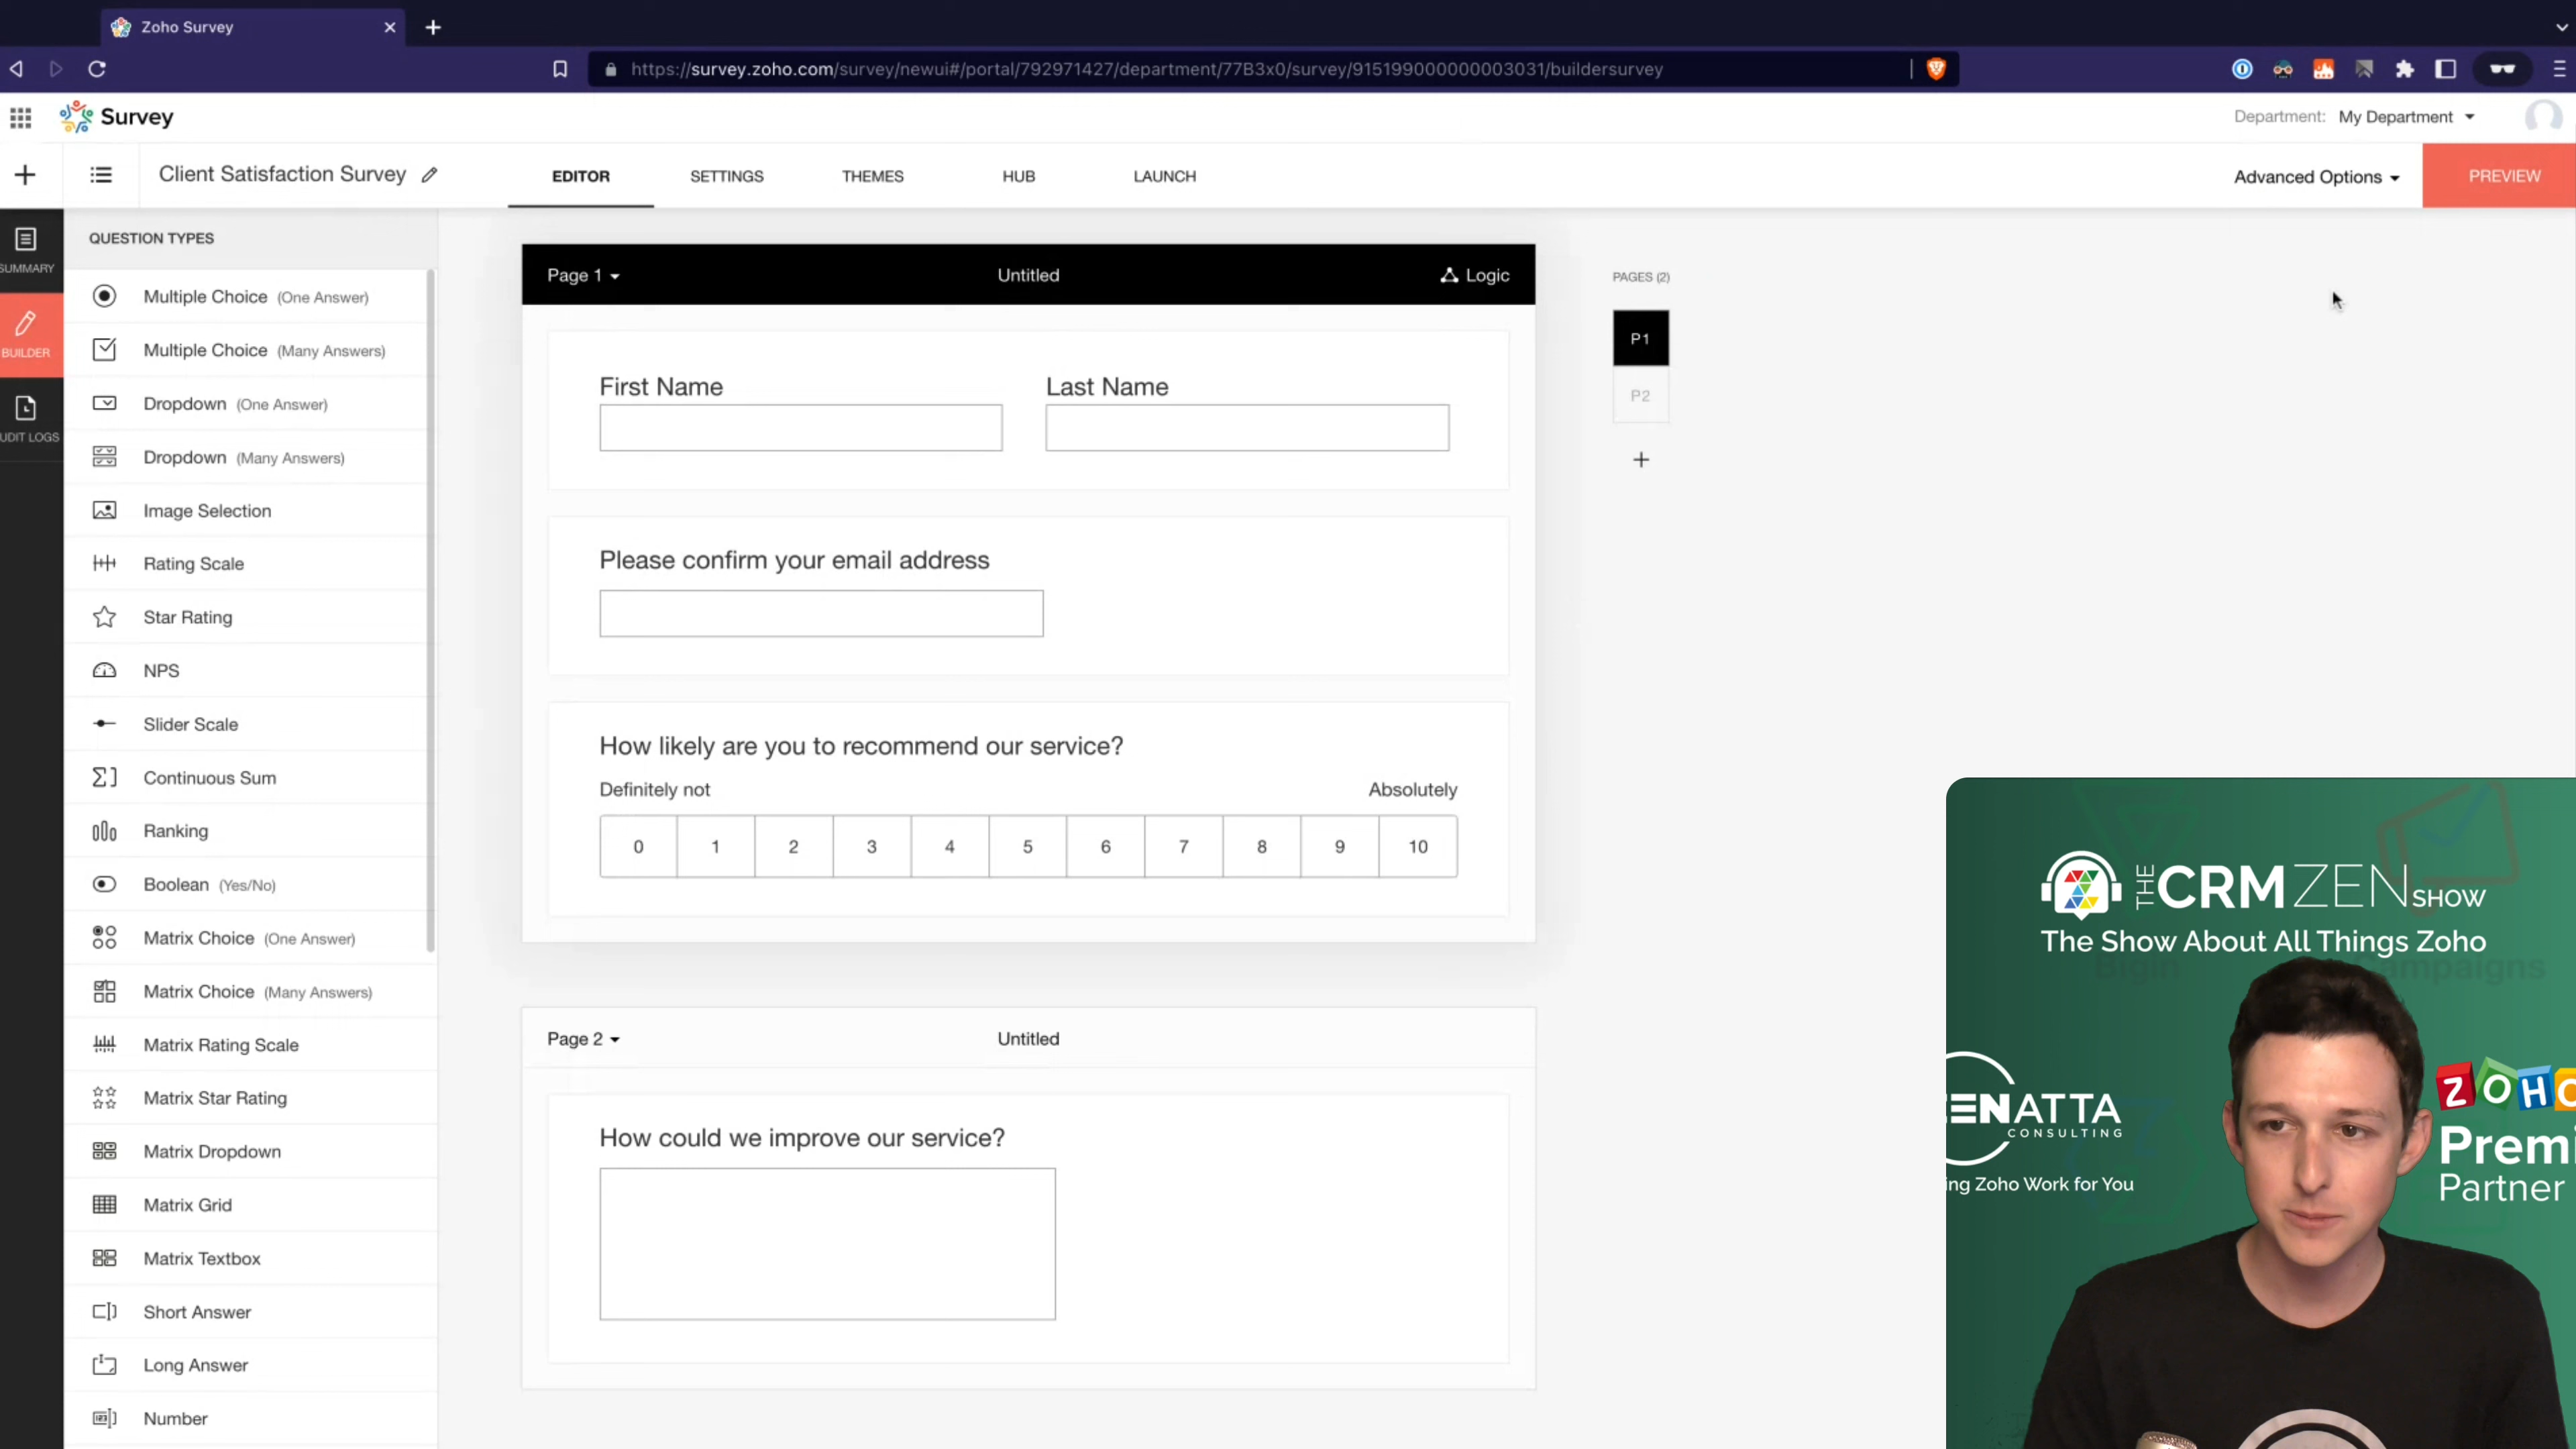 Zoho Survey
https://survey.zoho.com/survey/newui#/portal/792971427/department/77B3x0/survey/915199000000003031/buildersurvey
Survey
Department: My Department
Client Satisfaction Survey
EDITOR
SETTINGS
THEMES
HUB
LAUNCH
Advanced Options
PREVIEW
SUMMARY
BUILDER
UDIT LOGS
QUESTION TYPES
Multiple Choice (One Answer)
Multiple Choice (Many Answers)
Dropdown (One Answer)
Dropdown (Many Answers)
Image Selection
Rating Scale
Star Rating
NPS
Slider Scale
Continuous Sum
Ranking
Boolean (Yes/No)
Matrix Choice (One Answer)
Matrix Choice (Many Answers)
Matrix Rating Scale
Matrix Star Rating
Matrix Dropdown
Matrix Grid
Matrix Textbox
Short Answer
Long Answer
Number
Page 1
Untitled
Logic
First Name
Last Name
Please confirm your email address
How likely are you to recommend our service?
Definitely not
Absolutely
0 1 2 3 4 5 6 7 8 9 10
Page 2
Untitled
How could we improve our service?
PAGES (2)
P1
P2
THE CRM ZEN SHOW
The Show About All Things Zoho
Bigin
Campaigns
ENATTA
CONSULTING
ing Zoho Work for You
ZOHO
Premi
Partner